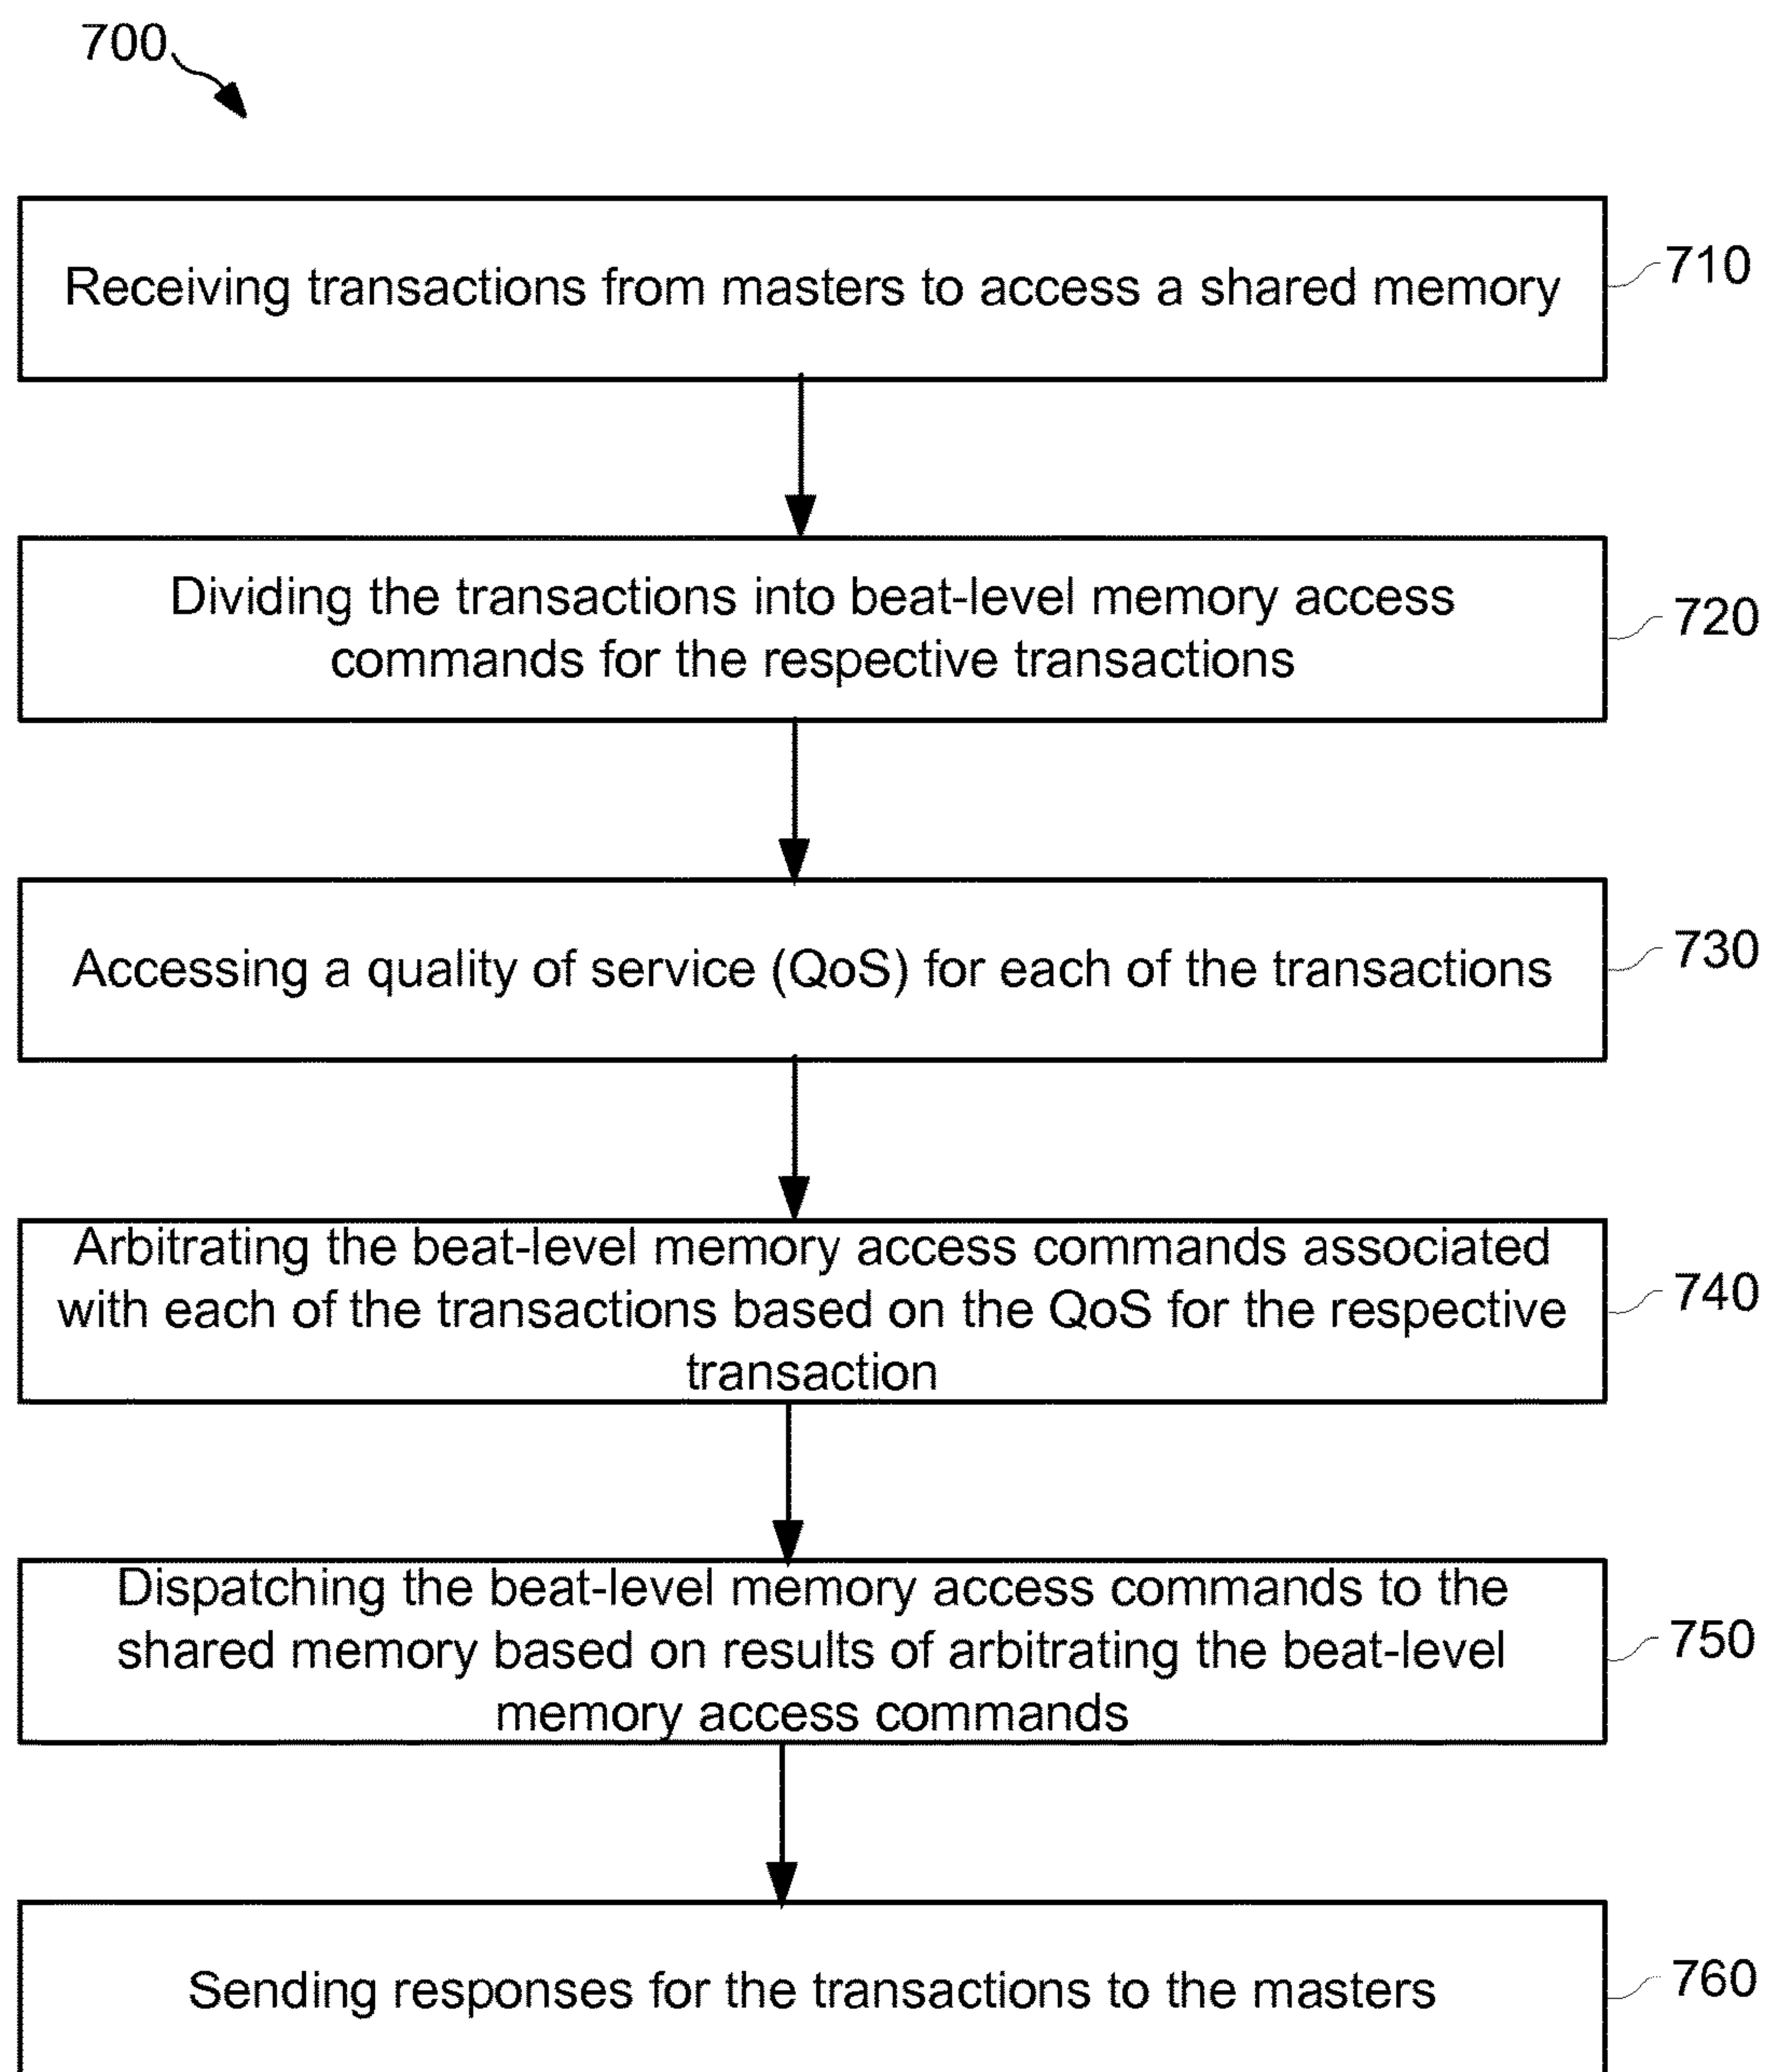 700
Receiving transactions from masters to access a shared memory
710
Dividing the transactions into beat-level memory access
commands for the respective transactions
720
Accessing a quality of service (QoS) for each of the transactions
730
Arbitrating the beat-level memory access commands associated
with each of the transactions based on the QoS for the respective
transaction
740
Dispatching the beat-level memory access commands to the
shared memory based on results of arbitrating the beat-level
memory access commands
750
Sending responses for the transactions to the masters
760